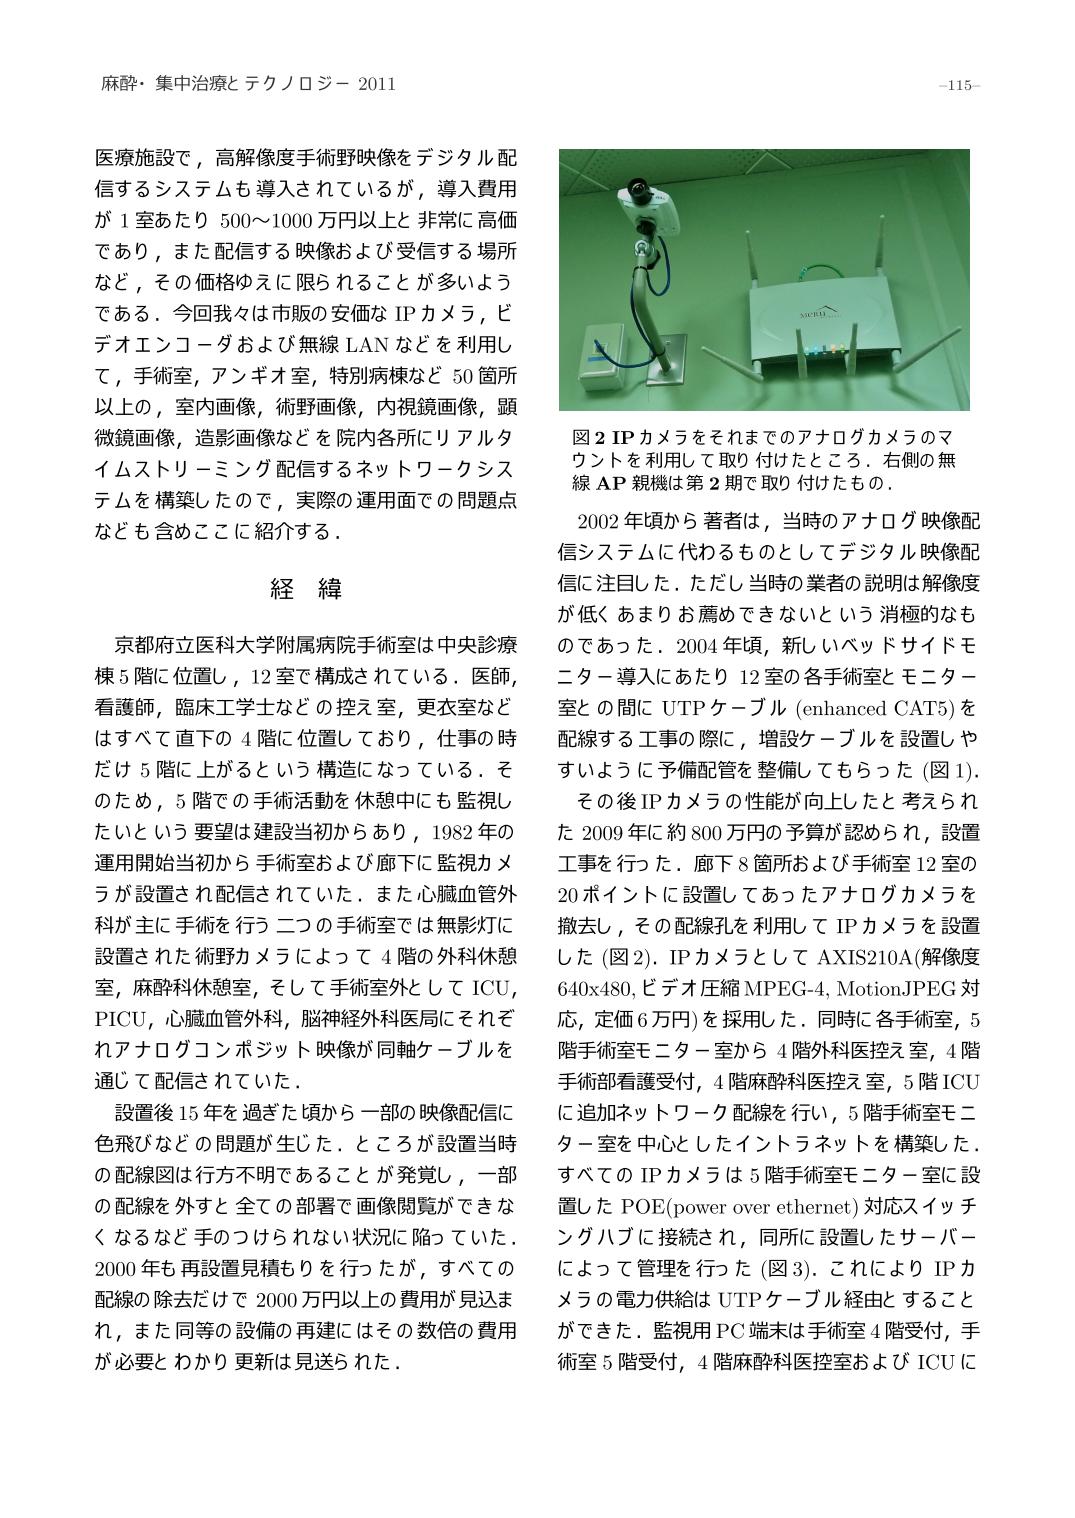 麻酔・集中治療とテクノロジー 2011
–115–
医療施設で，高解像度手術野映像をデジタル配
信するシステムも導入されているが，導入費用
が 1 室あたり 500〜1000 万円以上と非常に高価
であり，また配信する映像および受信する場所
など，その価格ゆえに限られることが多いよう
である．今回我々は市販の安価な IP カメラ，ビ
デオエンコーダおよび無線 LAN などを利用し
て，手術室，アンギオ室，特別病棟など 50 箇所
以上の，室内画像，術野画像，内視鏡画像，顕
微鏡画像，造影画像などを院内各所にリアルタ
イムストリーミング配信するネットワークシス
テムを構築したので，実際の運用面での問題点
なども含めここに紹介する．
経　緯
京都府立医科大学附属病院手術室は中央診療
棟 5 階に位置し，12 室で構成されている．医師，
看護師，臨床工学士などの控え室，更衣室など
はすべて直下の 4 階に位置しており，仕事の時
だけ 5 階に上がるという構造になっている．そ
のため，5 階での手術活動を休憩中にも監視し
たいという要望は建設当初からあり，1982 年の
運用開始当初から手術室および廊下に監視カメ
ラが設置され配信されていた．また心臓血管外
科が主に手術を行う二つの手術室では無影灯に
設置された術野カメラによって 4 階の外科休憩
室，麻酔科休憩室，そして手術室外として ICU，
PICU，心臓血管外科，脳神経外科医局にそれぞ
れアナログコンポジット映像が同軸ケーブルを
通じて配信されていた．
設置後 15 年を過ぎた頃から一部の映像配信に
色飛びなどの問題が生じた．ところが設置当時
の配線図は行方不明であることが発覚し，一部
の配線を外すと全ての部署で画像閲覧ができな
くなるなど手のつけられない状況に陥っていた．
2000 年も再設置見積もりを行ったが，すべての
配線の除去だけで 2000 万円以上の費用が見込ま
れ，また同等の設備の再建にはその数倍の費用
が必要とわかり更新は見送られた．
MERU
図 2 IP カメラをそれまでのアナログカメラのマ
ウントを利用して取り付けたところ．右側の無
線 AP 親機は第 2 期で取り付けたもの．
2002 年頃から著者は，当時のアナログ映像配
信システムに代わるものとしてデジタル映像配
信に注目した．ただし当時の業者の説明は解像度
が低くあまりお薦めできないという消極的なも
のであった．2004 年頃，新しいベッドサイドモ
ニター導入にあたり 12 室の各手術室とモニター
室との間に UTP ケーブル (enhanced CAT5) を
配線する工事の際に，増設ケーブルを設置しや
すいように予備配管を整備してもらった (図 1)．
その後 IP カメラの性能が向上したと考えられ
た 2009 年に約 800 万円の予算が認められ，設置
工事を行った．廊下 8 箇所および手術室 12 室の
20 ポイントに設置してあったアナログカメラを
撤去し，その配線孔を利用して IP カメラを設置
した (図 2)．IP カメラとして AXIS210A(解像度
640x480, ビデオ圧縮 MPEG-4, MotionJPEG 対
応，定価 6 万円) を採用した．同時に各手術室，5
階手術室モニター室から 4 階外科医控え室，4 階
手術部看護受付，4 階麻酔科医控え室，5 階 ICU
に追加ネットワーク配線を行い，5 階手術室モニ
ター室を中心としたイントラネットを構築した．
すべての IP カメラは 5 階手術室モニター室に設
置した POE(power over ethernet) 対応スイッチ
ングハブに接続され，同所に設置したサーバー
によって管理を行った (図 3)．これにより IP カ
メラの電力供給は UTP ケーブル経由とすること
ができた．監視用 PC 端末は手術室 4 階受付，手
術室 5 階受付，4 階麻酔科医控室および ICU に